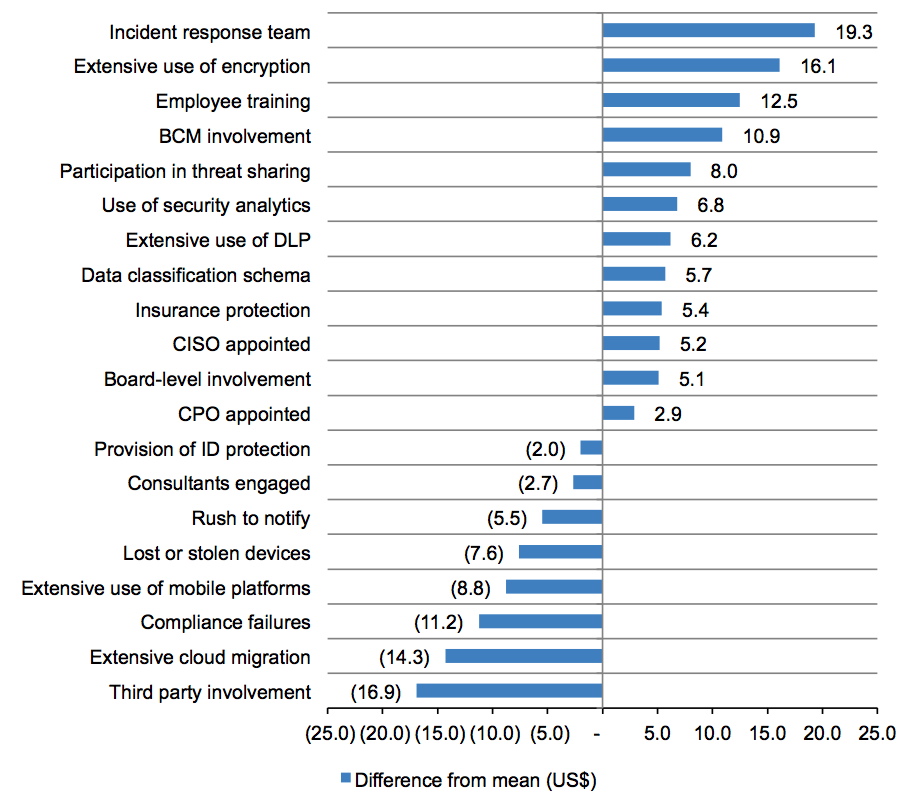 Incident response team 19.3
Extensive use of encryption 16.1
Employee training 12.5
BCM involvement 10.9
Participation in threat sharing 8.0
Use of security analytics 6.8
Extensive use of DLP 6.2
Data classification schema 5.7
Insurance protection 5.4
CISO appointed 5.2
Board-level involvement 5.1
CPO appointed 2.9
Provision of ID protection (2.0)
Consultants engaged (2.7)
Rush to notify (5.5)
Lost or stolen devices (7.6)
Extensive use of mobile platforms (8.8)
Compliance failures (11.2)
Extensive cloud migration (14.3)
Third party involvement (16.9)
(25.0) (20.0) (15.0) (10.0) (5.0) - 5.0 10.0 15.0 20.0 25.0
Difference from mean (US$)